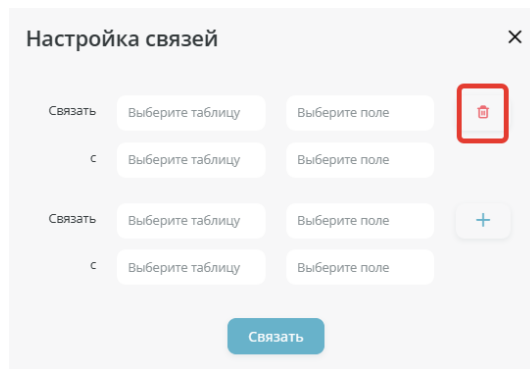 Настройка связей
Связать Выберите таблицу Выберите поле
с Выберите таблицу Выберите поле
Связать Выберите таблицу Выберите поле
с Выберите таблицу Выберите поле
Связать